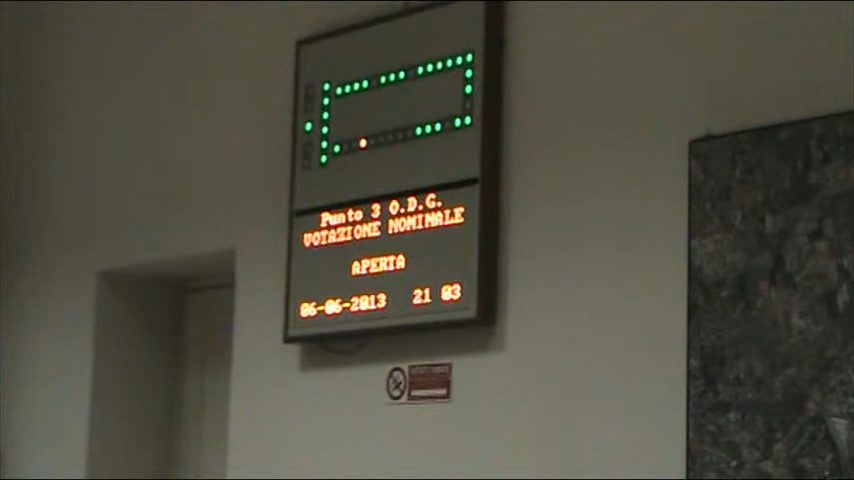 Punto 3 O.D.G.
VOTAZIONE NOMINALE
APERTA
06-06-2013 21 03